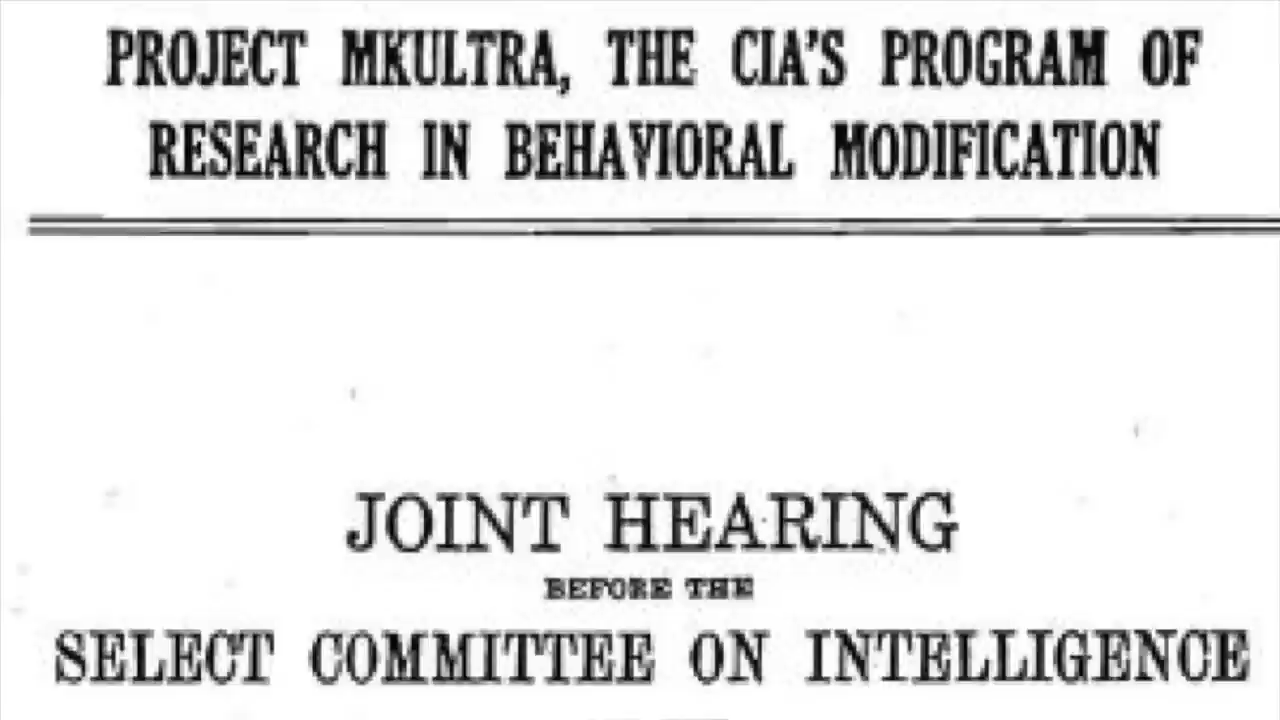 PROJECT MKULTRA, THE CIA'S PROGRAM OF
RESEARCH IN BEHAVIORAL MODIFICATION
JOINT HEARING
BEFORE THE
SELECT COMMITTEE ON INTELLIGENCE